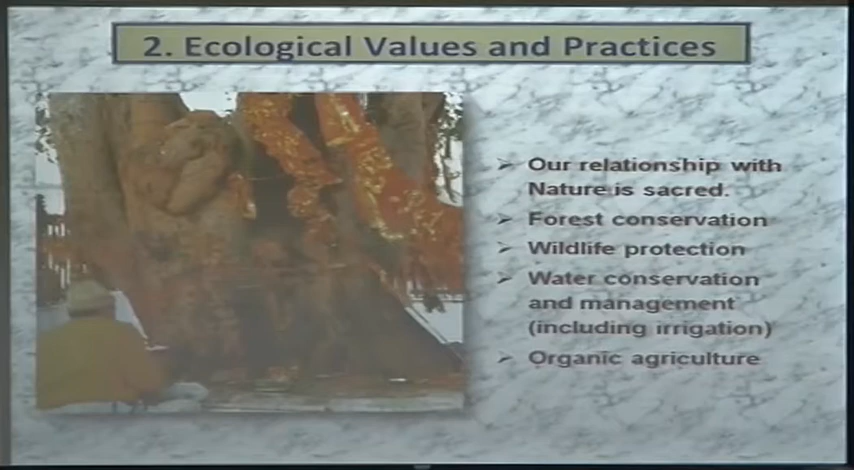 2. Ecological Values and Practices
➢ Our relationship with
Nature is sacred.
➢ Forest conservation
➢ Wildlife protection
➢ Water conservation
and management
(including irrigation)
➢ Organic agriculture